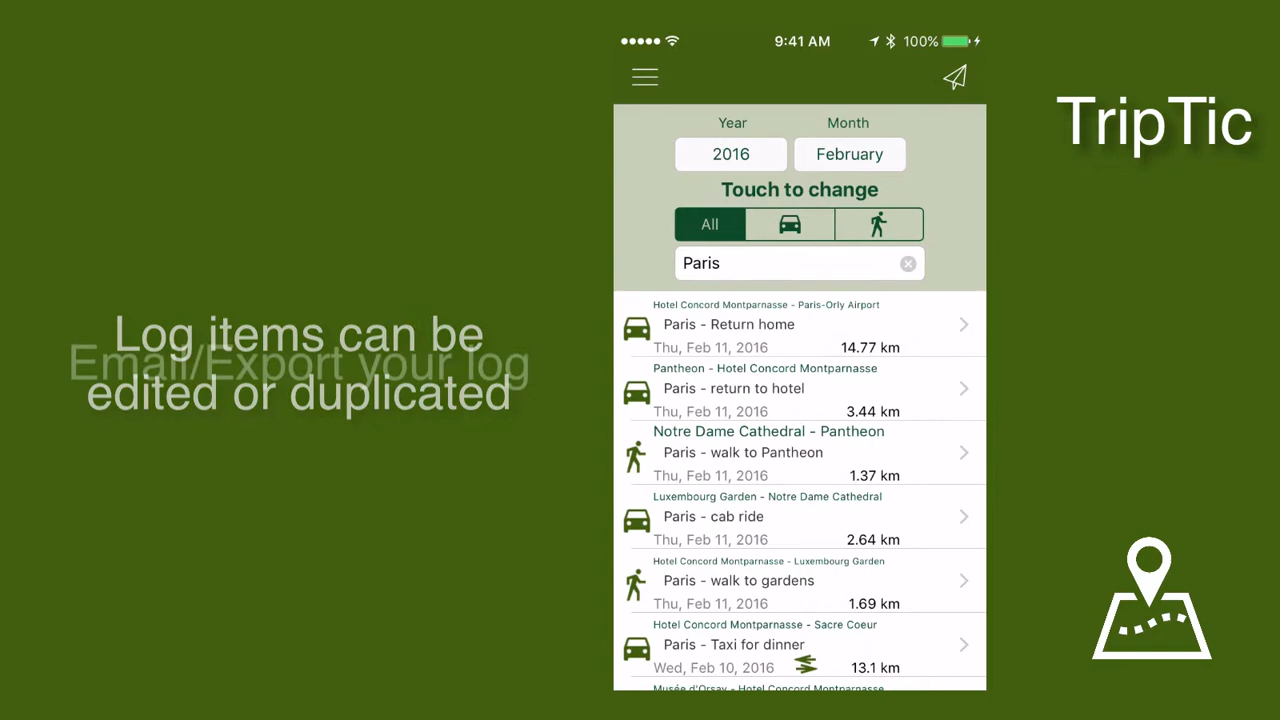 9:41 AM
100%
TripTic
Year
Month
2016
February
Touch to change
All
Paris
Log items can be
edited or duplicated
Email/Export your log
Hotel Concord Montparnasse - Paris-Orly Airport
Paris - Return home
Thu, Feb 11, 2016
14.77 km
Pantheon - Hotel Concord Montparnasse
Paris - return to hotel
Thu, Feb 11, 2016
3.44 km
Notre Dame Cathedral - Pantheon
Paris - walk to Pantheon
Thu, Feb 11, 2016
1.37 km
Luxembourg Garden - Notre Dame Cathedral
Paris - cab ride
Thu, Feb 11, 2016
2.64 km
Hotel Concord Montparnasse - Luxembourg Garden
Paris - walk to gardens
Thu, Feb 11, 2016
1.69 km
Hotel Concord Montparnasse - Sacre Coeur
Paris - Taxi for dinner
Wed, Feb 10, 2016
13.1 km
Musée d'Orsay - Hotel Concord Montparnasse